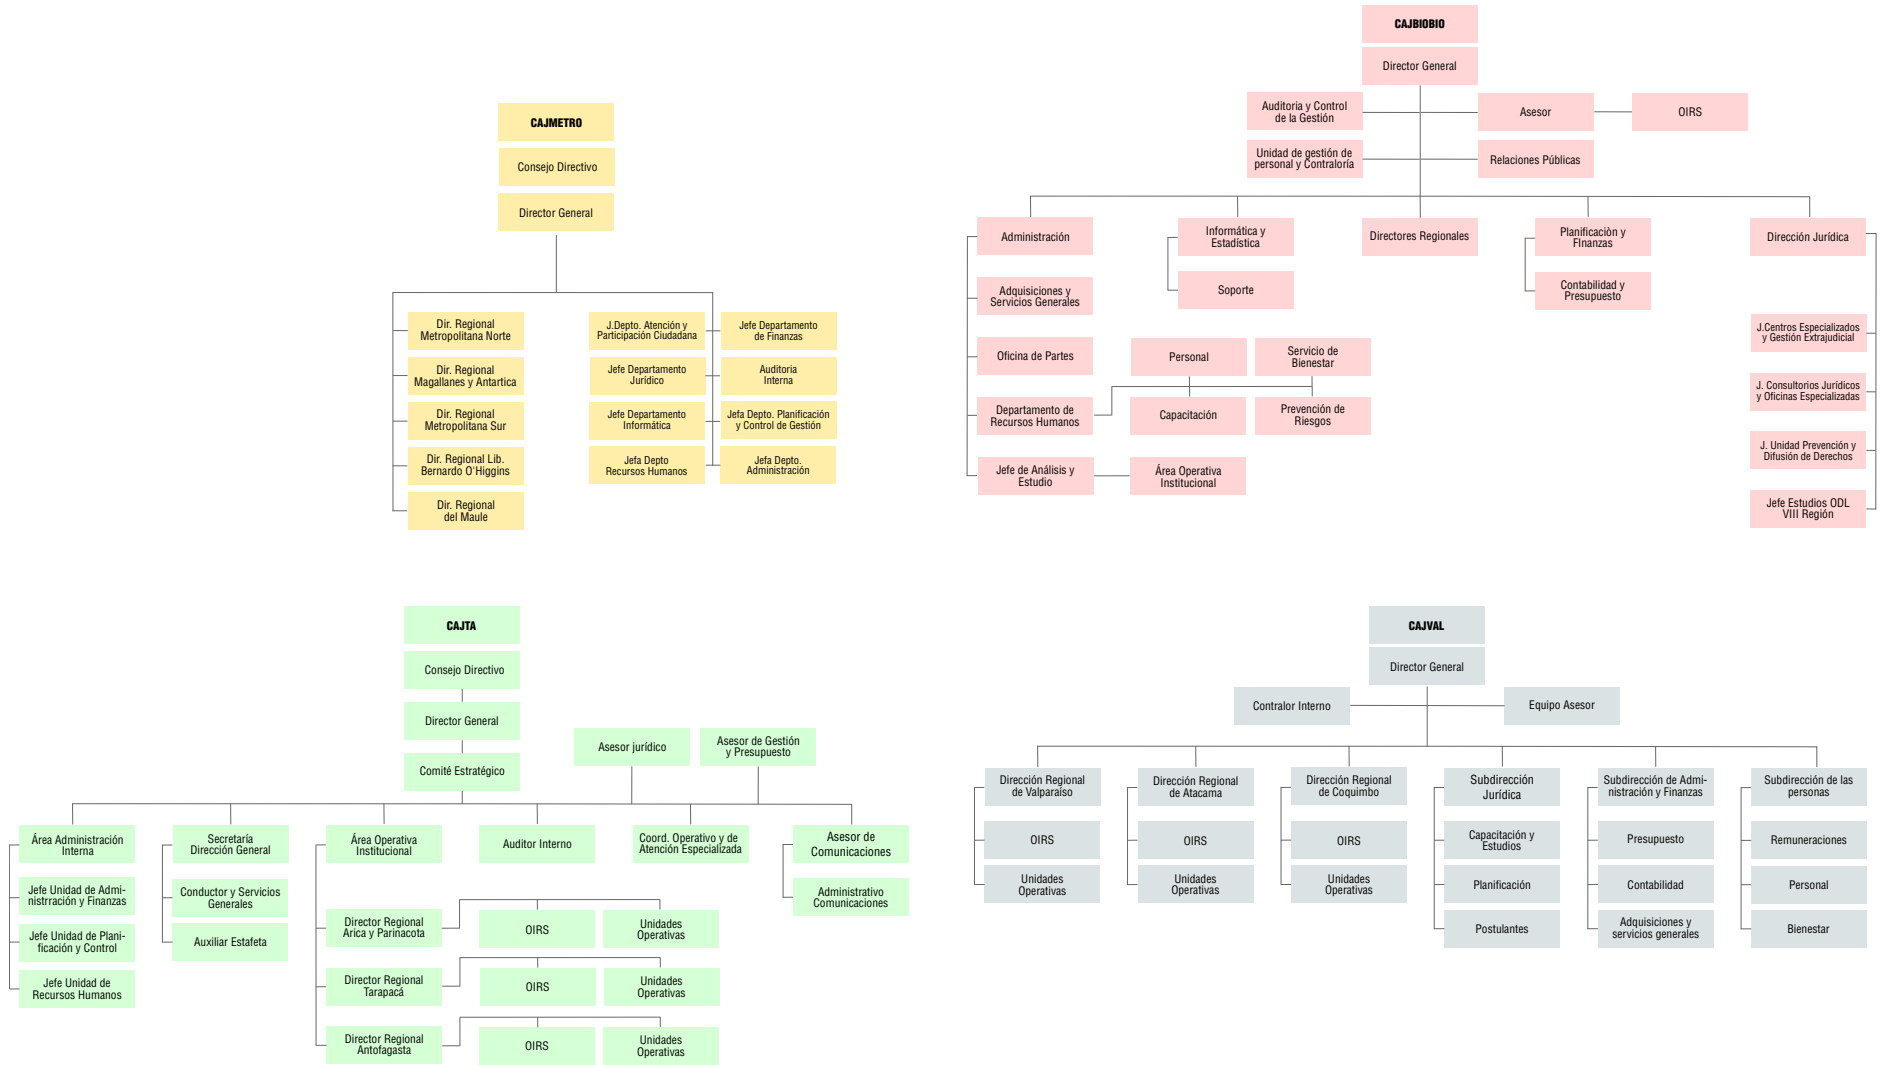 CAJMETRO
Consejo Directivo
Director General
Dir. Regional
Metropolitana Norte
Dir. Regional
Magallanes y Antartica
Dir. Regional
Metropolitana Sur
Dir. Regional Lib.
Bernardo O'Higgins
Dir. Regional
del Maule
J.Depto. Atención y
Participación Ciudadana
Jefe Departamento
de Finanzas
Jefe Departamento
Jurídico
Auditoria
Interna
Jefe Departamento
Informática
Jefa Depto. Planificación
y Control de Gestión
Jefa Depto
Recursos Humanos
Jefa Depto.
Administración
CAJBIOBIO
Director General
Auditoría y Control
de la Gestión
Asesor
OIRS
Unidad de gestión de
personal y Contraloría
Relaciones Públicas
Administración
Informática y
Estadística
Directores Regionales
Planificaciòn y
FInanzas
Dirección Jurídica
Adquisiciones y
Servicios Generales
Soporte
Contabilidad y
Presupuesto
Oficina de Partes
Personal
Servicio de
Bienestar
Departamento de
Recursos Humanos
Capacitación
Prevención de
Riesgos
Jefe de Análisis y
Estudio
Área Operativa
Institucional
J.Centros Especializados
y Gestión Extrajudicial
J. Consultorios Jurídicos
y Oficinas Especializadas
J. Unidad Prevención y
Difusión de Derechos
Jefe Estudios ODL
VIII Región
CAJTA
Consejo Directivo
Director General
Comité Estratégico
Asesor jurídico
Asesor de Gestión
y Presupuesto
Área Administración
Interna
Secretaría
Dirección General
Área Operativa
Institucional
Auditor Interno
Coord. Operativo y de
Atención Especializada
Asesor de
Comunicaciones
Jefe Unidad de Admi-
nistrración y Finanzas
Jefe Unidad de Plani-
ficación y Control
Jefe Unidad de
Recursos Humanos
Conductor y Servicios
Generales
Auxiliar Estafeta
Administrativo
Comunicaciones
Director Regional
Arica y Parinacota
OIRS
Unidades
Operativas
Director Regional
Tarapacá
OIRS
Unidades
Operativas
Director Regional
Antofagasta
OIRS
Unidades
Operativas
CAJVAL
Director General
Contralor Interno
Equipo Asesor
Dirección Regional
de Valparaíso
Dirección Regional
de Atacama
Dirección Regional
de Coquimbo
Subdirección
Jurídica
Subdirección de Admi-
nistración y Finanzas
Subdirección de las
personas
OIRS
OIRS
OIRS
Capacitación y
Estudios
Presupuesto
Remuneraciones
Unidades
Operativas
Unidades
Operativas
Unidades
Operativas
Planificación
Contabilidad
Personal
Postulantes
Adquisiciones y
servicios generales
Bienestar